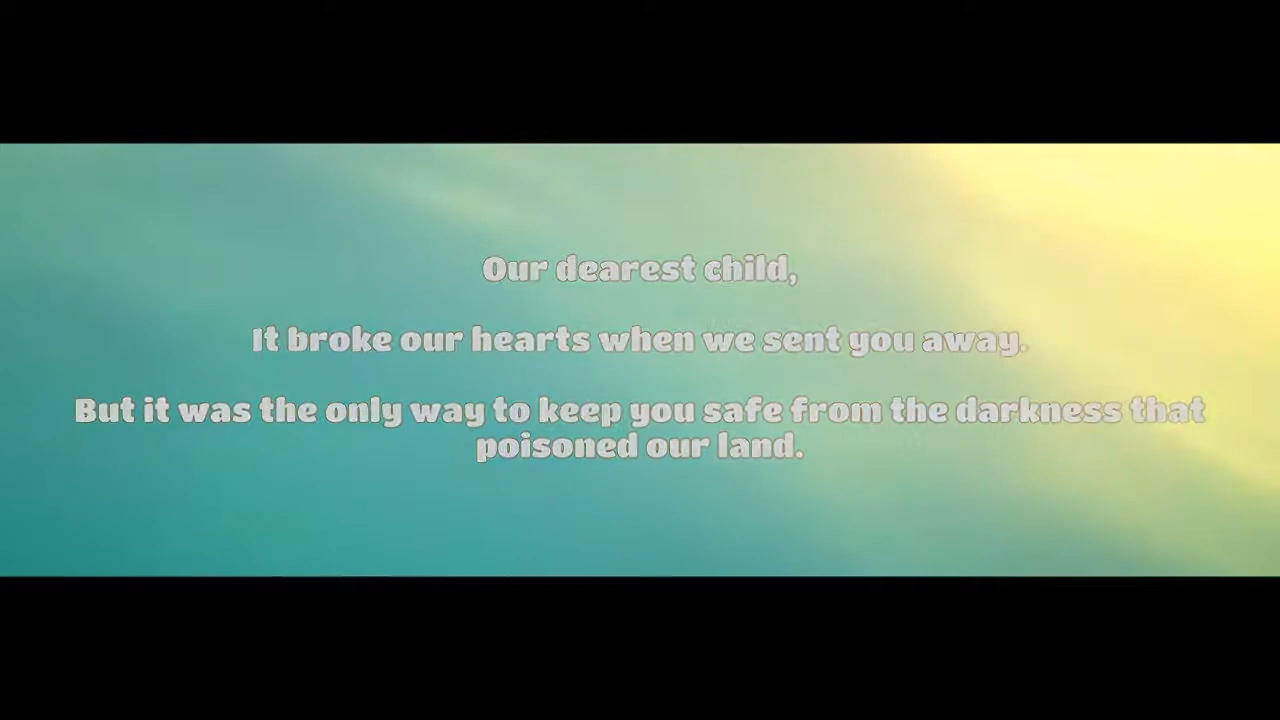 Our dearest child,
It broke our hearts when we sent you away.
But it was the only way to keep you safe from the darkness that
poisoned our land.